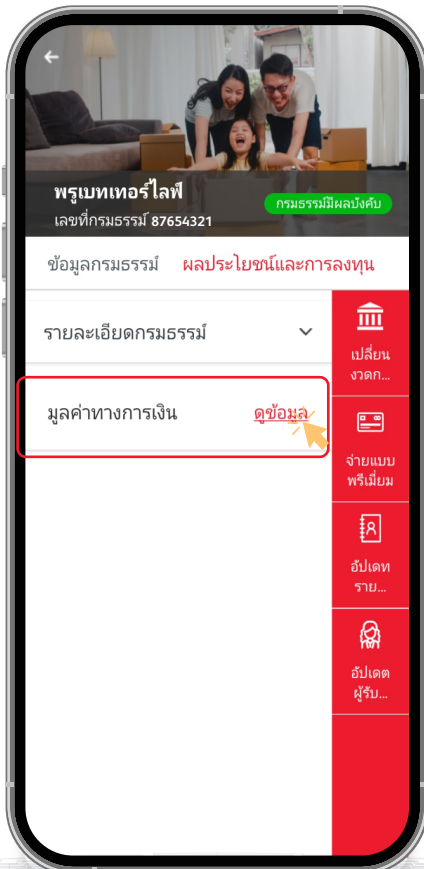 พรูเบทเทอร์ไลฟ์
กรมธรรม์มีผลบังคับ
เลขที่กรมธรรม์ 87654321
ข้อมูลกรมธรรม์ ผลประโยชน์และการลงทุน
รายละเอียดกรมธรรม์
เปลี่ยน
งวดก...
มูลค่าทางการเงิน ดูข้อมูล
จ่ายแบบ
พรีเมี่ยม
อัปเดท
ราย...
อัปเดต
ผู้รับ...